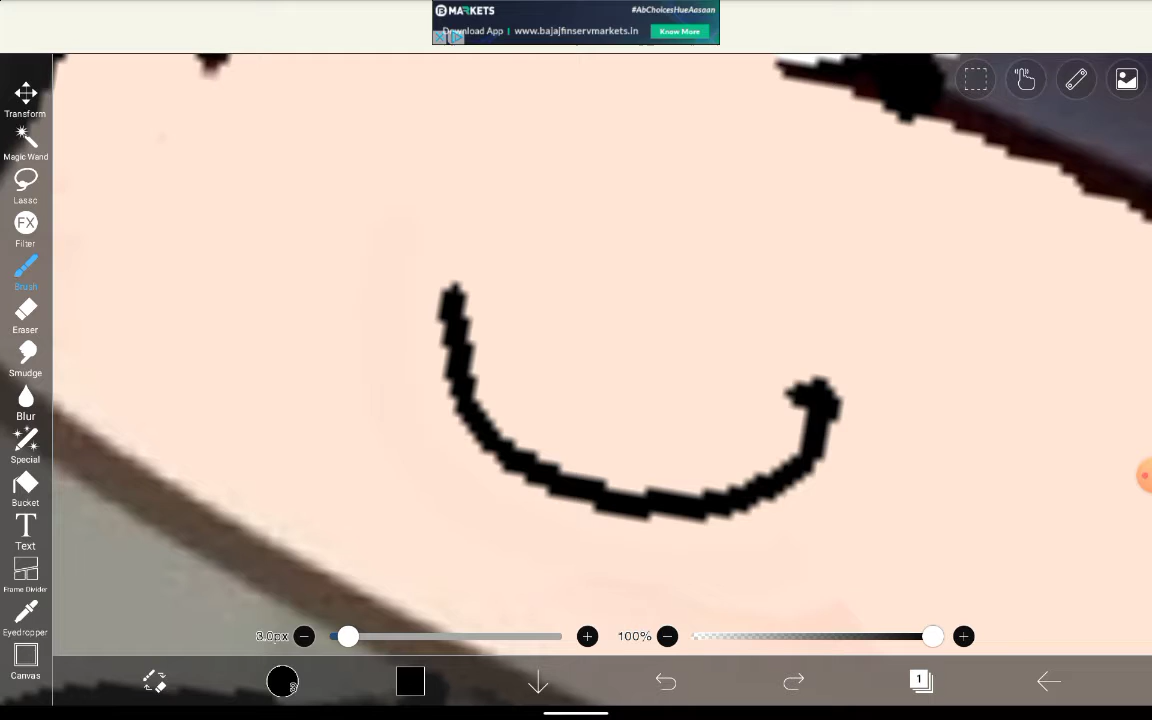 MARKETS
#AbChoicesHueAasaan
Download App | www.bajajfinservmarkets.in
Know More
Transform
Magic Wand
Lasso
FX
Filter
Brush
Eraser
Smudge
Blur
Special
Bucket
T
Text
Frame Divider
Eyedropper
Canvas
3.0px
100%
1